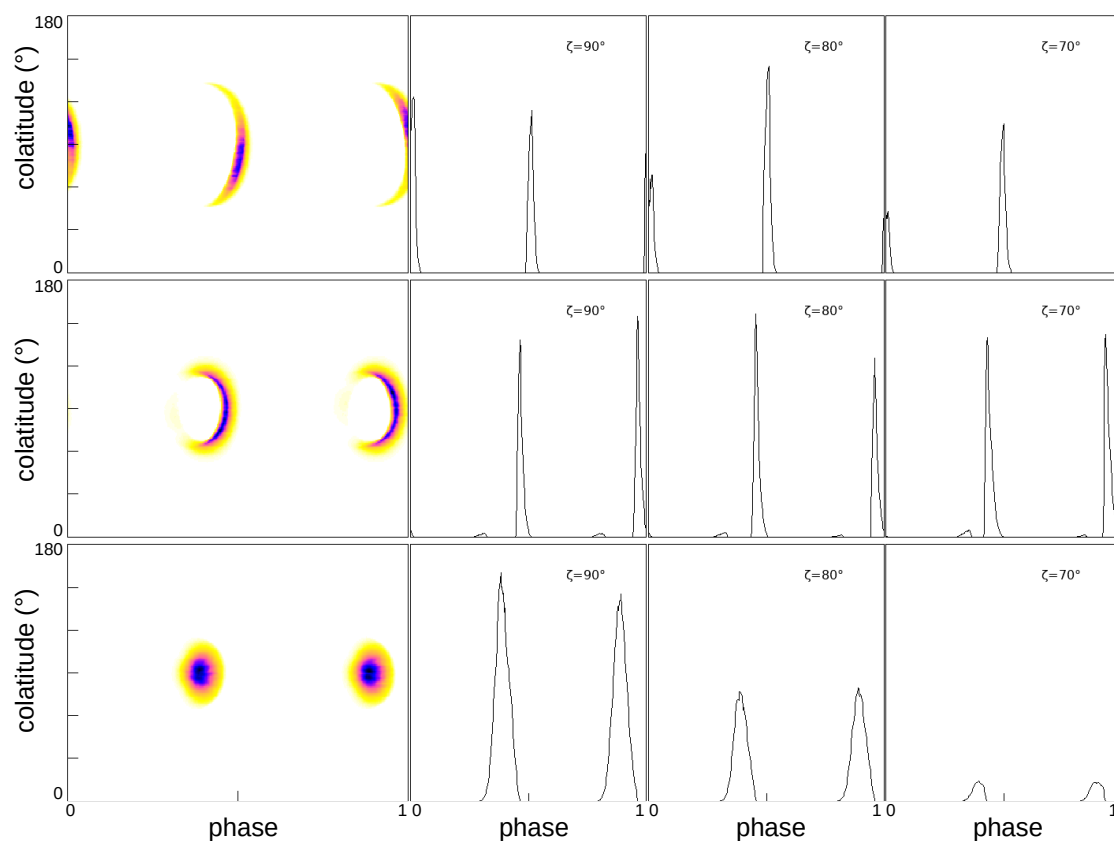 180
colatitude (°)
0
ζ=90°
ζ=80°
ζ=70°
180
colatitude (°)
0
ζ=90°
ζ=80°
ζ=70°
180
colatitude (°)
0
ζ=90°
ζ=80°
ζ=70°
0 1 0 1 0 1 0 1
phase phase phase phase